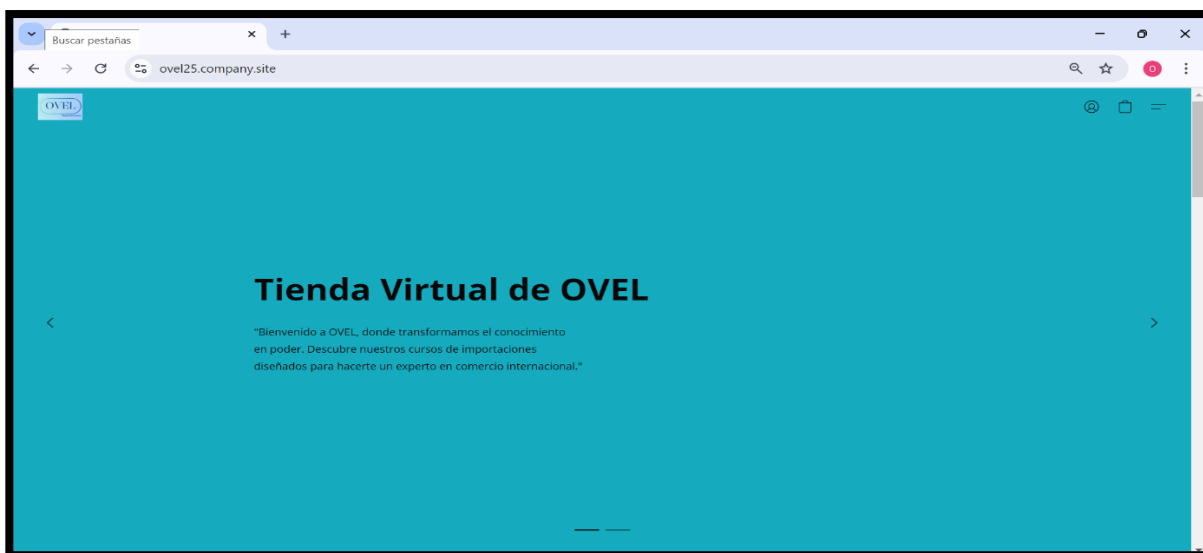 Buscar pestañas
ovel25.company.site
O
OVEL
Tienda Virtual de OVEL
"Bienvenido a OVEL, donde transformamos el conocimiento
en poder. Descubre nuestros cursos de importaciones
diseñados para hacerte un experto en comercio internacional."